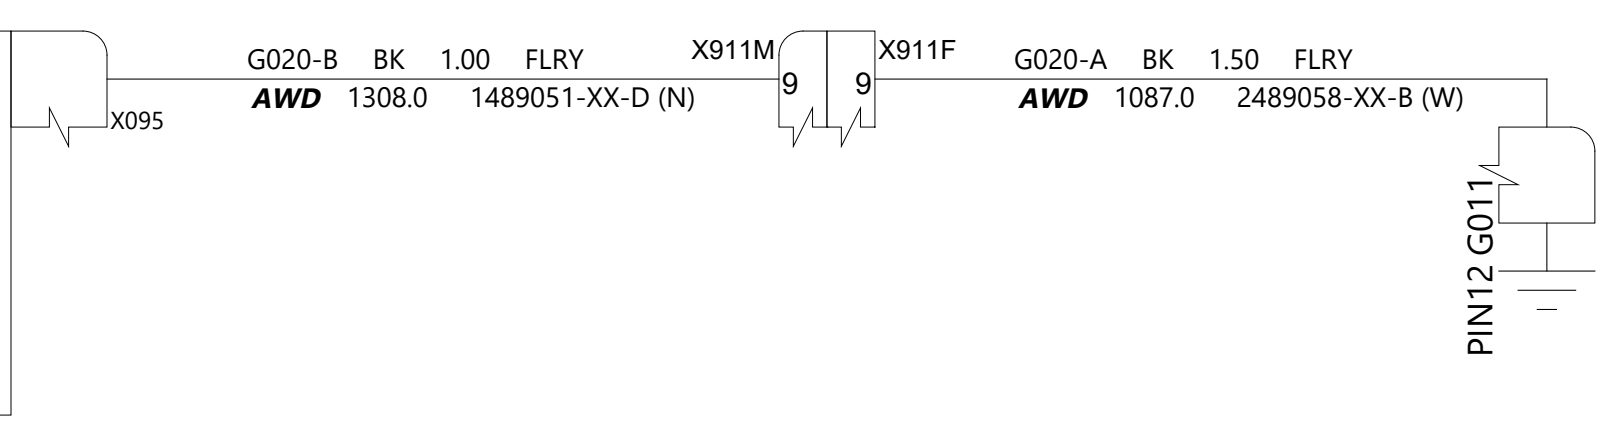 G020-B BK 1.00 FLRY
AWD 1308.0 1489051-XX-D (N)
X095
X911M
9
9
X911F
G020-A BK 1.50 FLRY
AWD 1087.0 2489058-XX-B (W)
PIN12 G011